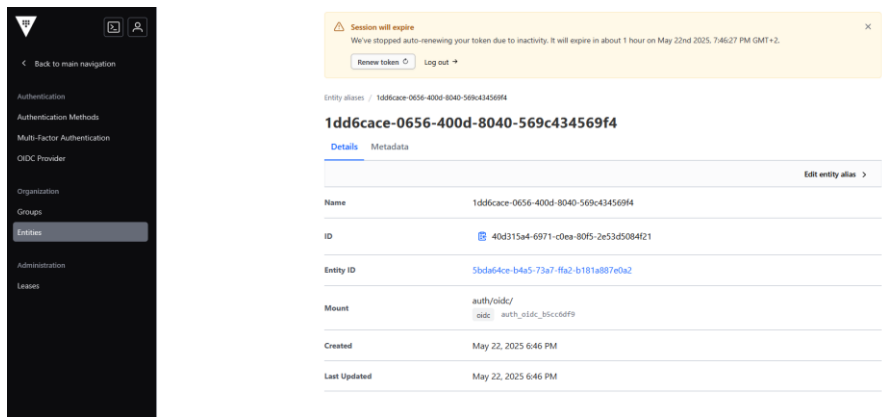 Back to main navigation
Authentication
Authentication Methods
Multi-Factor Authentication
OIDC Provider
Organization
Groups
Entities
Administration
Leases
Session will expire
We've stopped auto-renewing your token due to inactivity. It will expire in about 1 hour on May 22nd 2025, 7:46:27 PM GMT+2.
Renew token Log out
Entity aliases / 1dd6cace-0656-400d-8040-569c434569f4
1dd6cace-0656-400d-8040-569c434569f4
Details Metadata
Edit entity alias
Name 1dd6cace-0656-400d-8040-569c434569f4
ID 40d315a4-6971-c0ea-80f5-2e53d5084f21
Entity ID 5bda64ce-b4a5-73a7-ffa2-b181a887e0a2
Mount auth/oidc/
oidc auth_oidc_b5cc6df9
Created May 22, 2025 6:46 PM
Last Updated May 22, 2025 6:46 PM